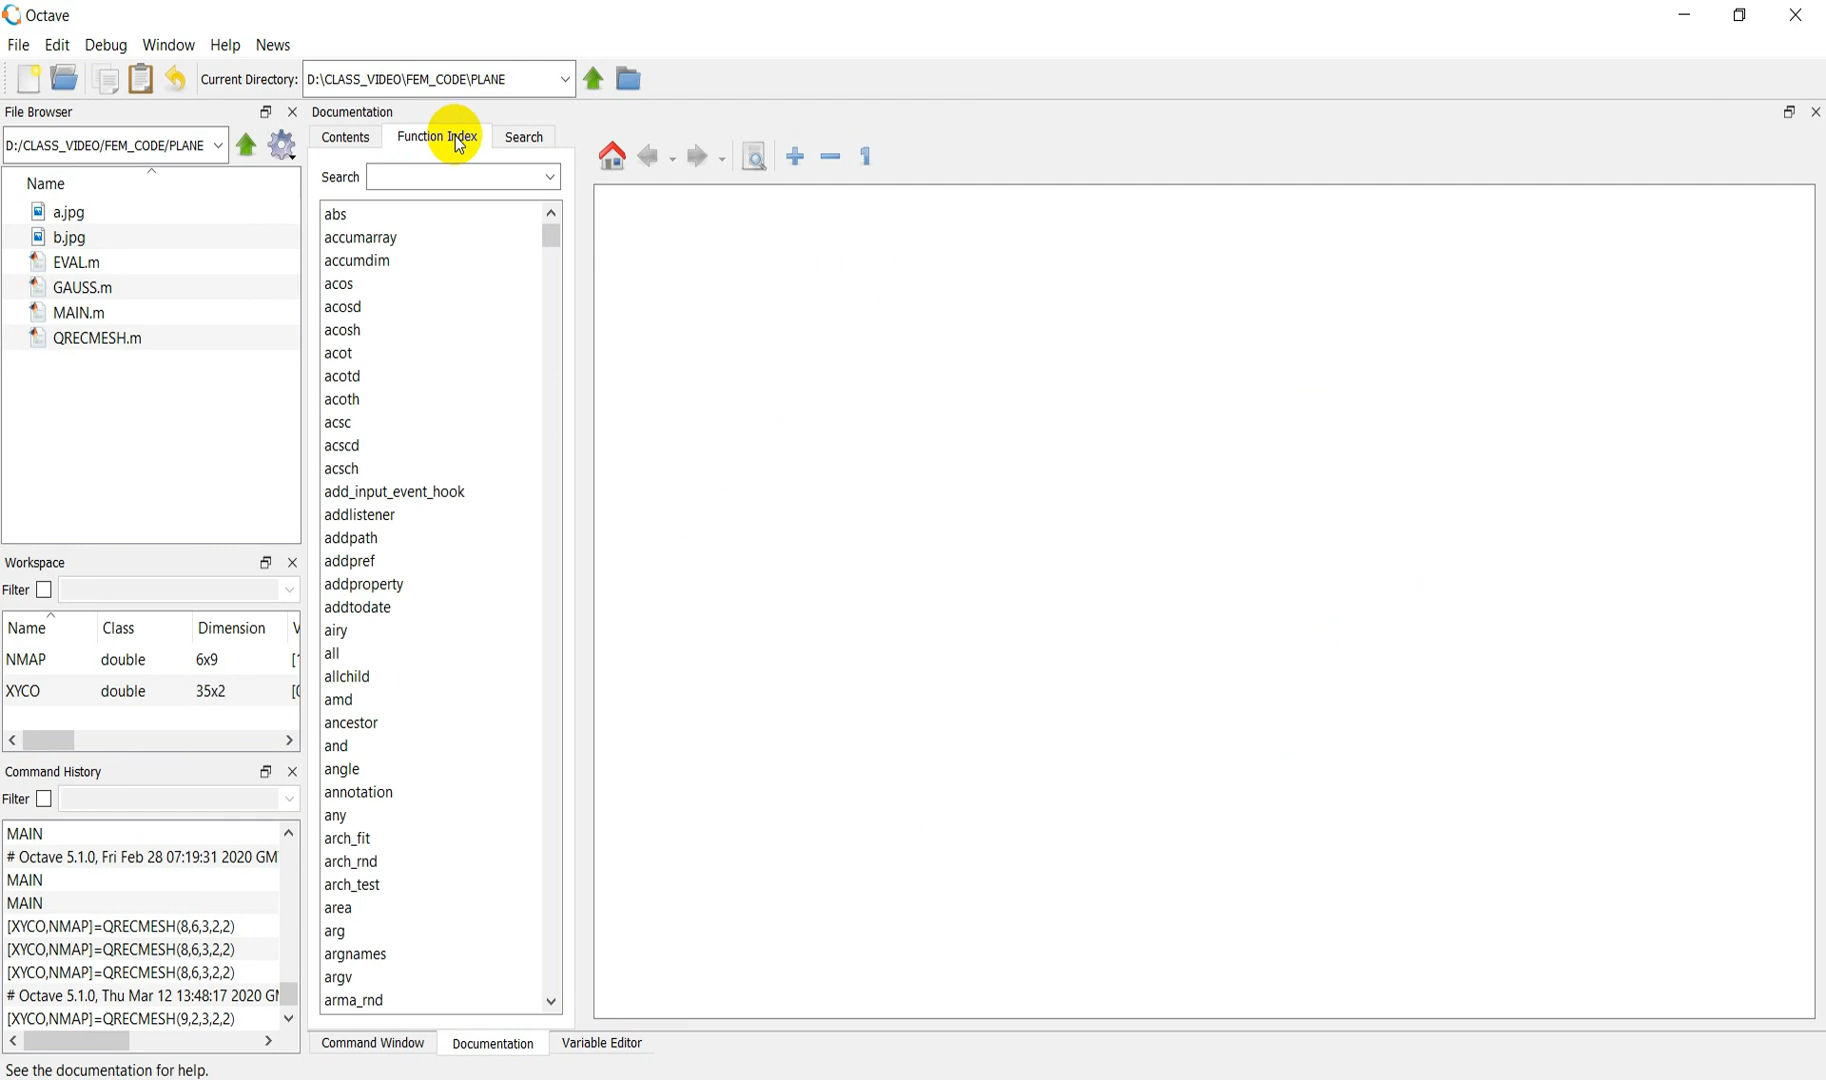 Octave
File Edit Debug Window Help News
Current Directory: D:\CLASS_VIDEO\FEM_CODE\PLANE
File Browser
D:/CLASS_VIDEO/FEM_CODE/PLANE
Name
a.jpg
b.jpg
EVAL.m
GAUSS.m
MAIN.m
QRECMESH.m
Workspace
Filter
Name Class Dimension
NMAP double 6x9
XYCO double 35x2
Command History
Filter
MAIN
# Octave 5.1.0, Fri Feb 28 07:19:31 2020 GM
MAIN
MAIN
[XYCO,NMAP]=QRECMESH(8,6,3,2,2)
[XYCO,NMAP]=QRECMESH(8,6,3,2,2)
[XYCO,NMAP]=QRECMESH(8,6,3,2,2)
# Octave 5.1.0, Thu Mar 12 13:48:17 2020 G
[XYCO,NMAP]=QRECMESH(9,2,3,2,2)
Documentation
Contents Function Index Search
Search
abs
accumarray
accumdim
acos
acosd
acosh
acot
acotd
acoth
acsc
acscd
acsch
add_input_event_hook
addlistener
addpath
addpref
addproperty
addtodate
airy
all
allchild
amd
ancestor
and
angle
annotation
any
arch_fit
arch_rnd
arch_test
area
arg
argnames
argv
arma_rnd
1
Command Window Documentation Variable Editor
See the documentation for help.